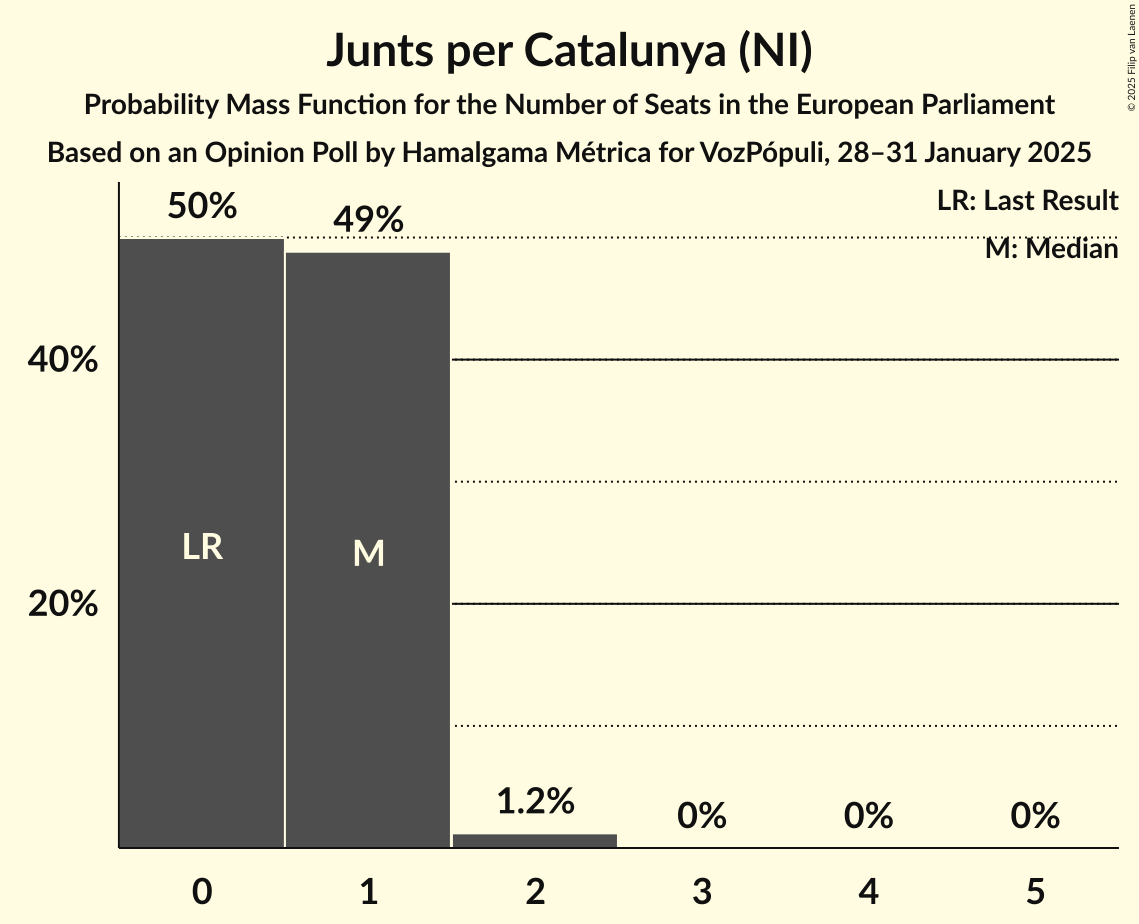 Junts per Catalunya (NI)
Probability Mass Function for the Number of Seats in the European Parliament
Based on an Opinion Poll by Hamalgama Métrica for VozPópuli, 28–31 January 2025
© 2025 Filip van Laenen
LR: Last Result
M: Median
50%
49%
40%
LR
M
20%
1.2%
0%
0%
0%
0
1
2
3
4
5